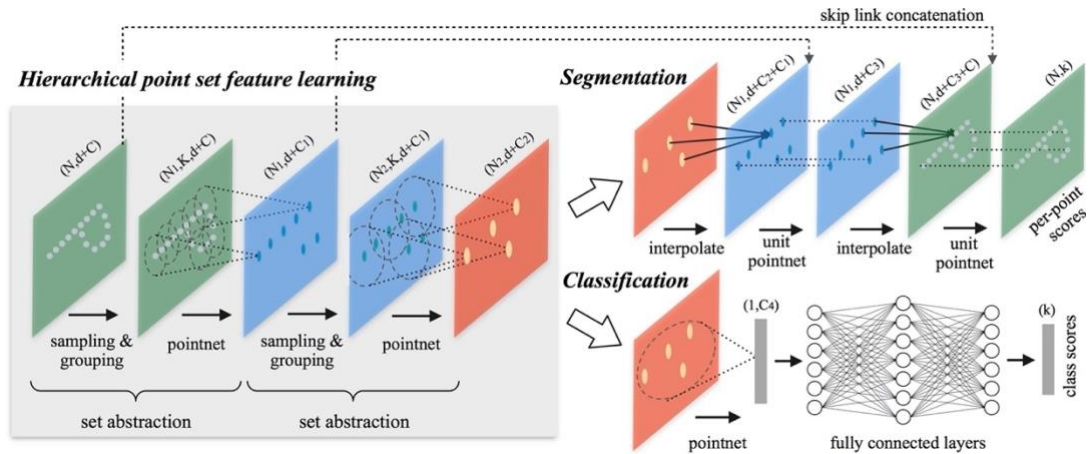 skip link concatenation
Hierarchical point set feature learning
(N,d+C)
(N1,K,d+C)
(N1,d+C1)
(N2,K,d+C1)
(N2,d+C2)
sampling &
grouping
pointnet
sampling &
grouping
pointnet
set abstraction
set abstraction
Segmentation
(N1,d+C2+C1)
(N1,d+C3)
(N,d+C3+C)
(N,k)
interpolate
unit
pointnet
interpolate
unit
pointnet
per-point
scores
Classification
(1,C4)
pointnet
fully connected layers
(k)
class scores